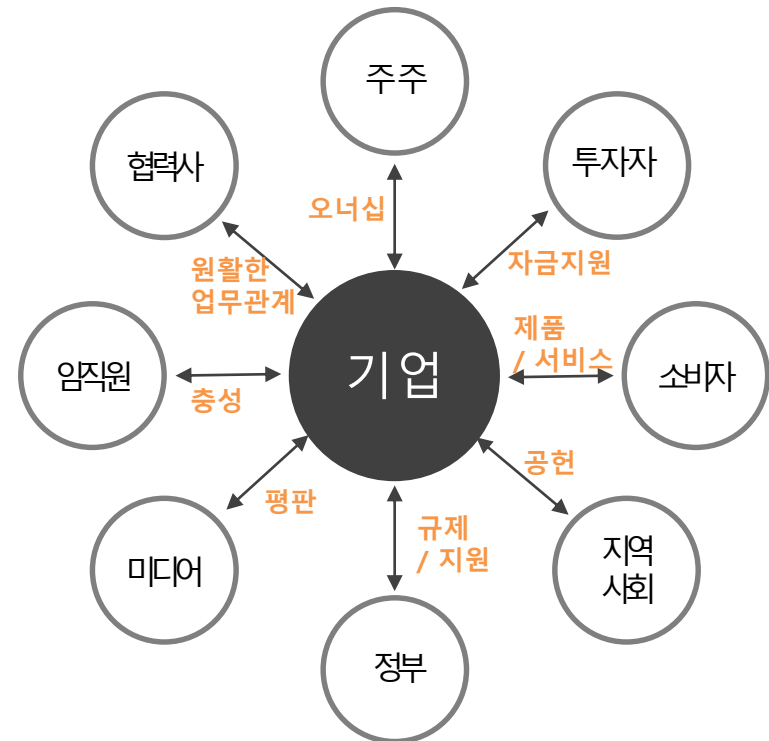 주주
협력사
투자자
오너십
자금지원
원활한
업무관계
제품
/ 서비스
임직원
기업
소비자
충성
공헌
평판
규제
/ 지원
미디어
지역
사회
정부